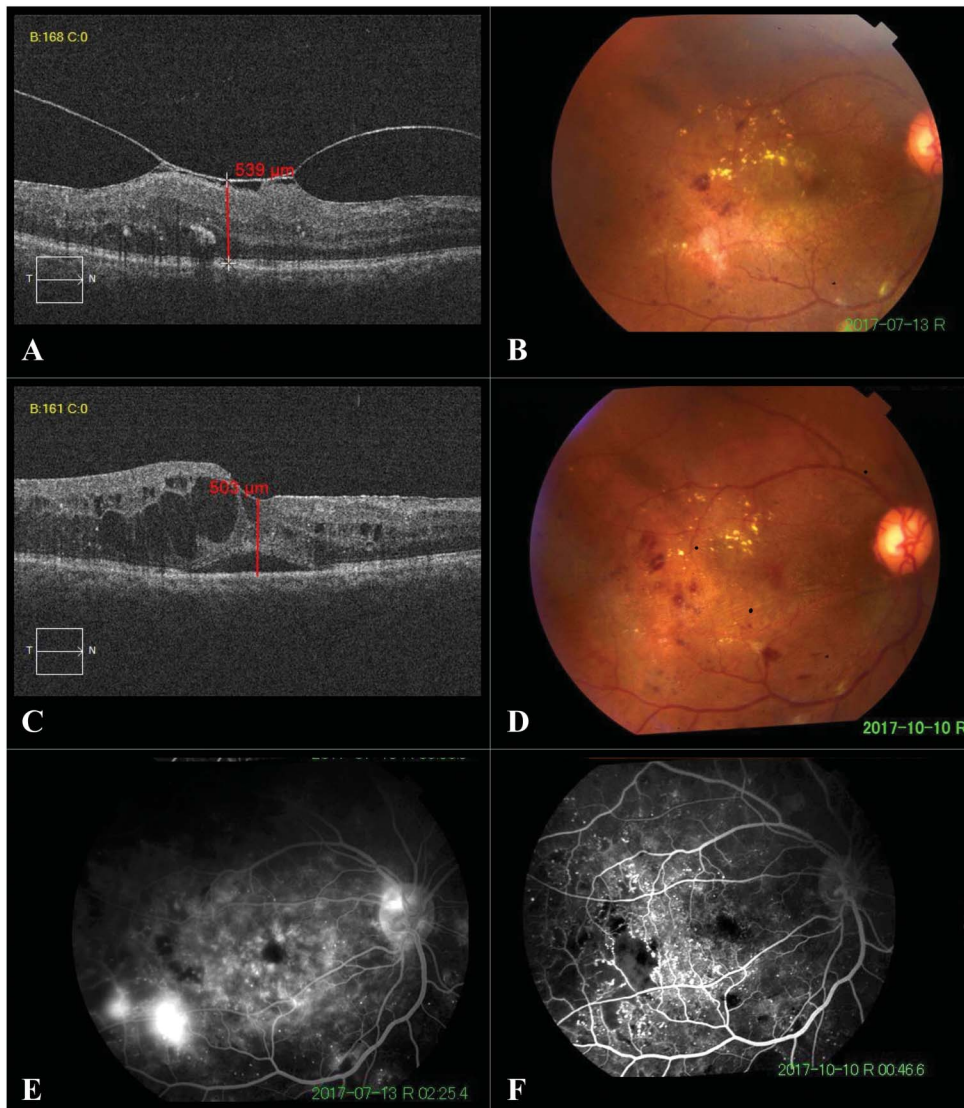 B:168 C:0
539 µm
T N
A
2017-07-13 R
B
B:161 C:0
503 µm
T N
C
2017-10-10 R
D
2017-07-13 R 02:25.4
E
2017-10-10 R 00:46.6
F